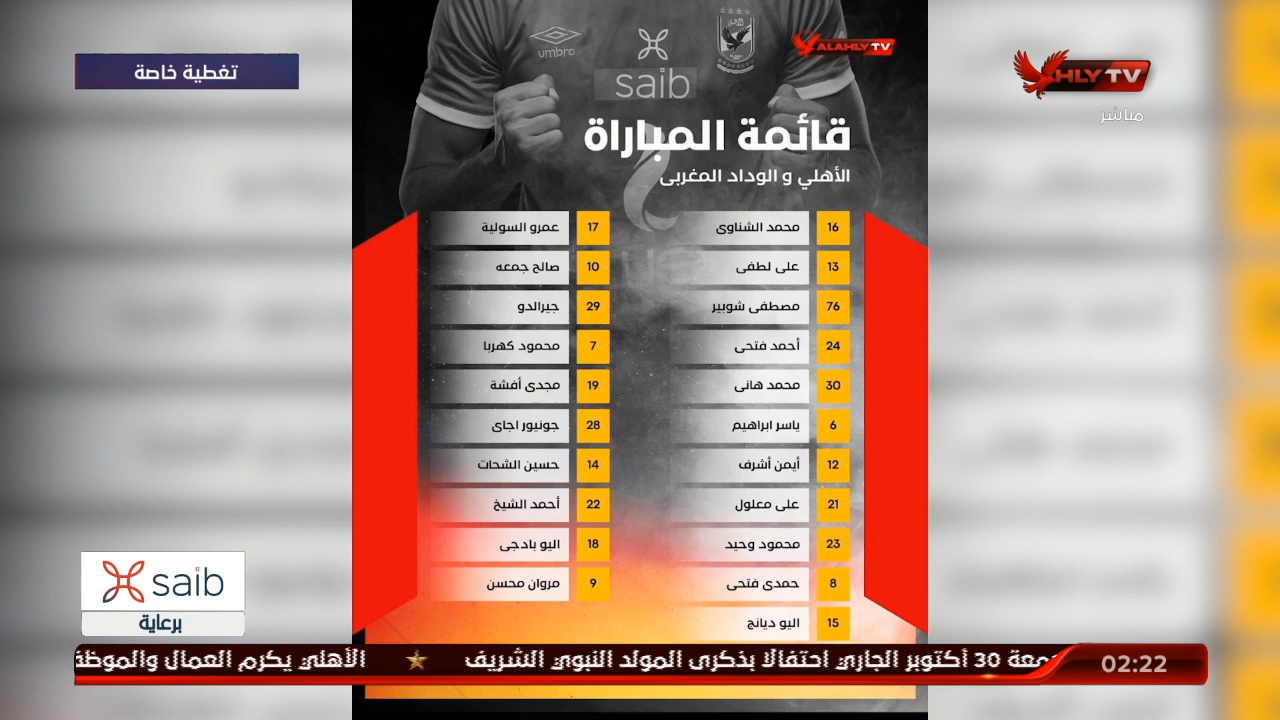 umbro
saib
ALAHLY TV
تغطية خاصة
HLY TV
مباشر
قائمة المباراة
الأهلي و الوداد المغربى
16 محمد الشناوى
13 على لطفى
76 مصطفى شوبير
24 أحمد فتحى
30 محمد هانى
6 ياسر ابراهيم
12 أيمن أشرف
21 على معلول
23 محمود وحيد
8 حمدى فتحى
15 اليو ديانج
17 عمرو السولية
10 صالح جمعه
29 جيرالدو
7 محمود كهربا
19 مجدى أفشة
28 جونيور اجاى
14 حسين الشحات
22 أحمد الشيخ
18 اليو بادجى
9 مروان محسن
saib
برعاية
معة 30 أكتوبر الجاري احتفالا بذكرى المولد النبوي الشريف ★ الأهلي يكرم العمال والموظ
02:22